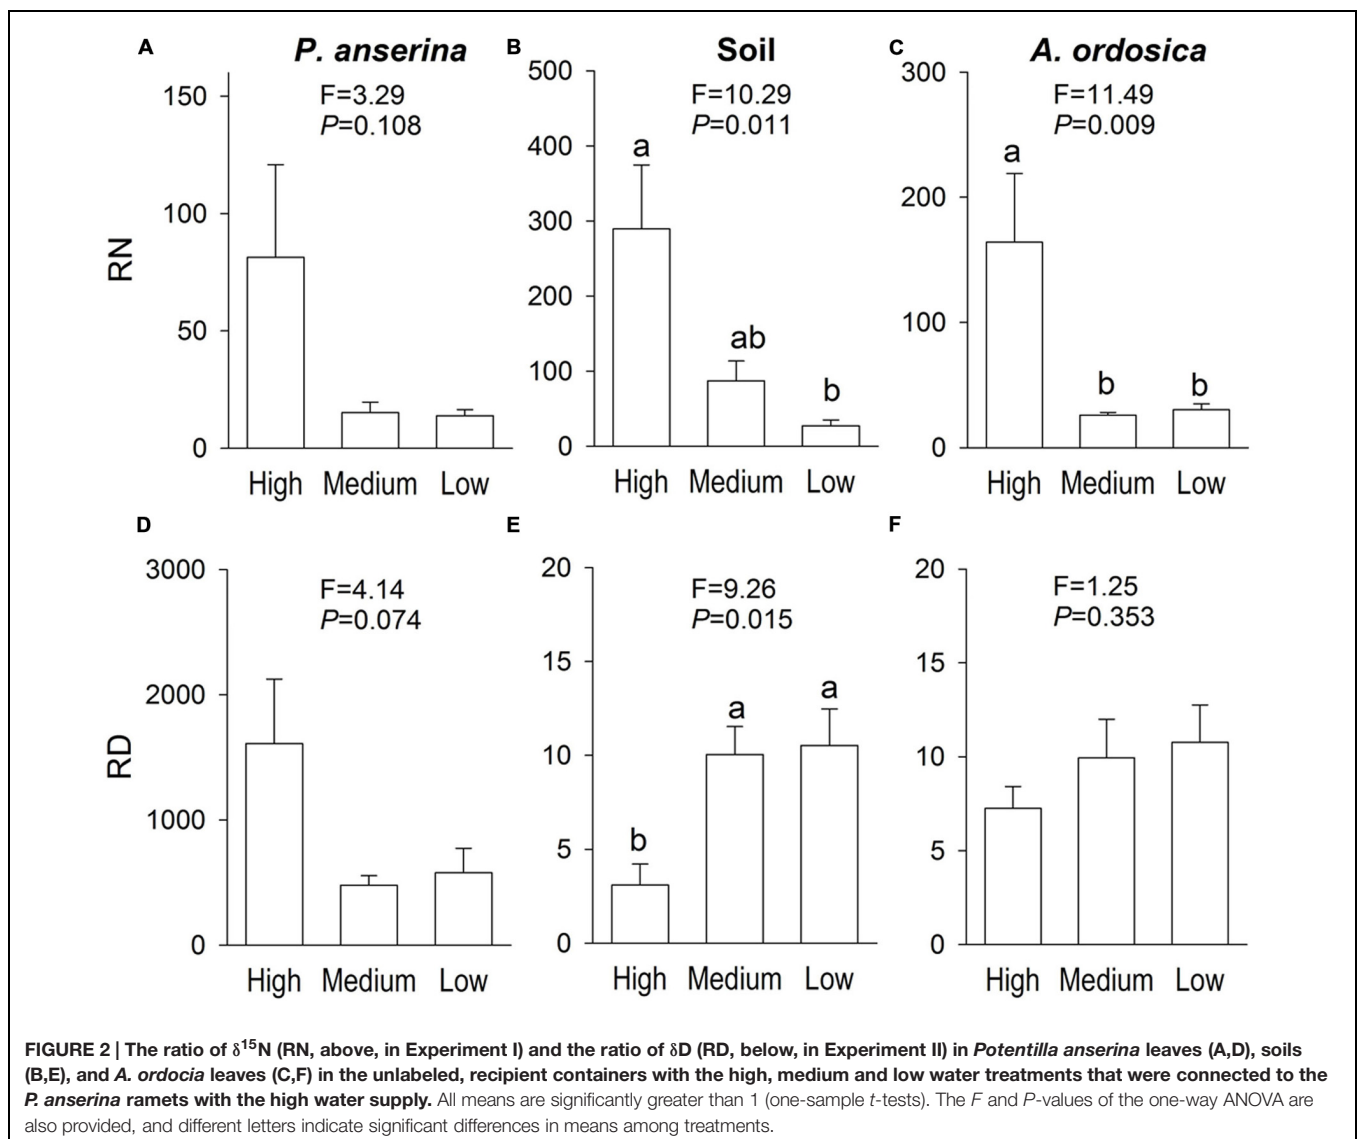 A P. anserina B Soil C A. ordosica
F=3.29
P=0.108
RN
150
100
50
0
High Medium Low
500
400
300
200
100
0
F=10.29
P=0.011
a
ab
b
High Medium Low
300
200
100
0
F=11.49
P=0.009
a
b
b
High Medium Low
D
RD
3000
2000
1000
0
F=4.14
P=0.074
High Medium Low
E
20
15
10
5
0
F=9.26
P=0.015
b
a
a
High Medium Low
F
20
15
10
5
0
F=1.25
P=0.353
High Medium Low
FIGURE 2 | The ratio of δ15N (RN, above, in Experiment I) and the ratio of δD (RD, below, in Experiment II) in Potentilla anserina leaves (A,D), soils
(B,E), and A. ordocia leaves (C,F) in the unlabeled, recipient containers with the high, medium and low water treatments that were connected to the
P. anserina ramets with the high water supply. All means are significantly greater than 1 (one-sample t-tests). The F and P-values of the one-way ANOVA are
also provided, and different letters indicate significant differences in means among treatments.